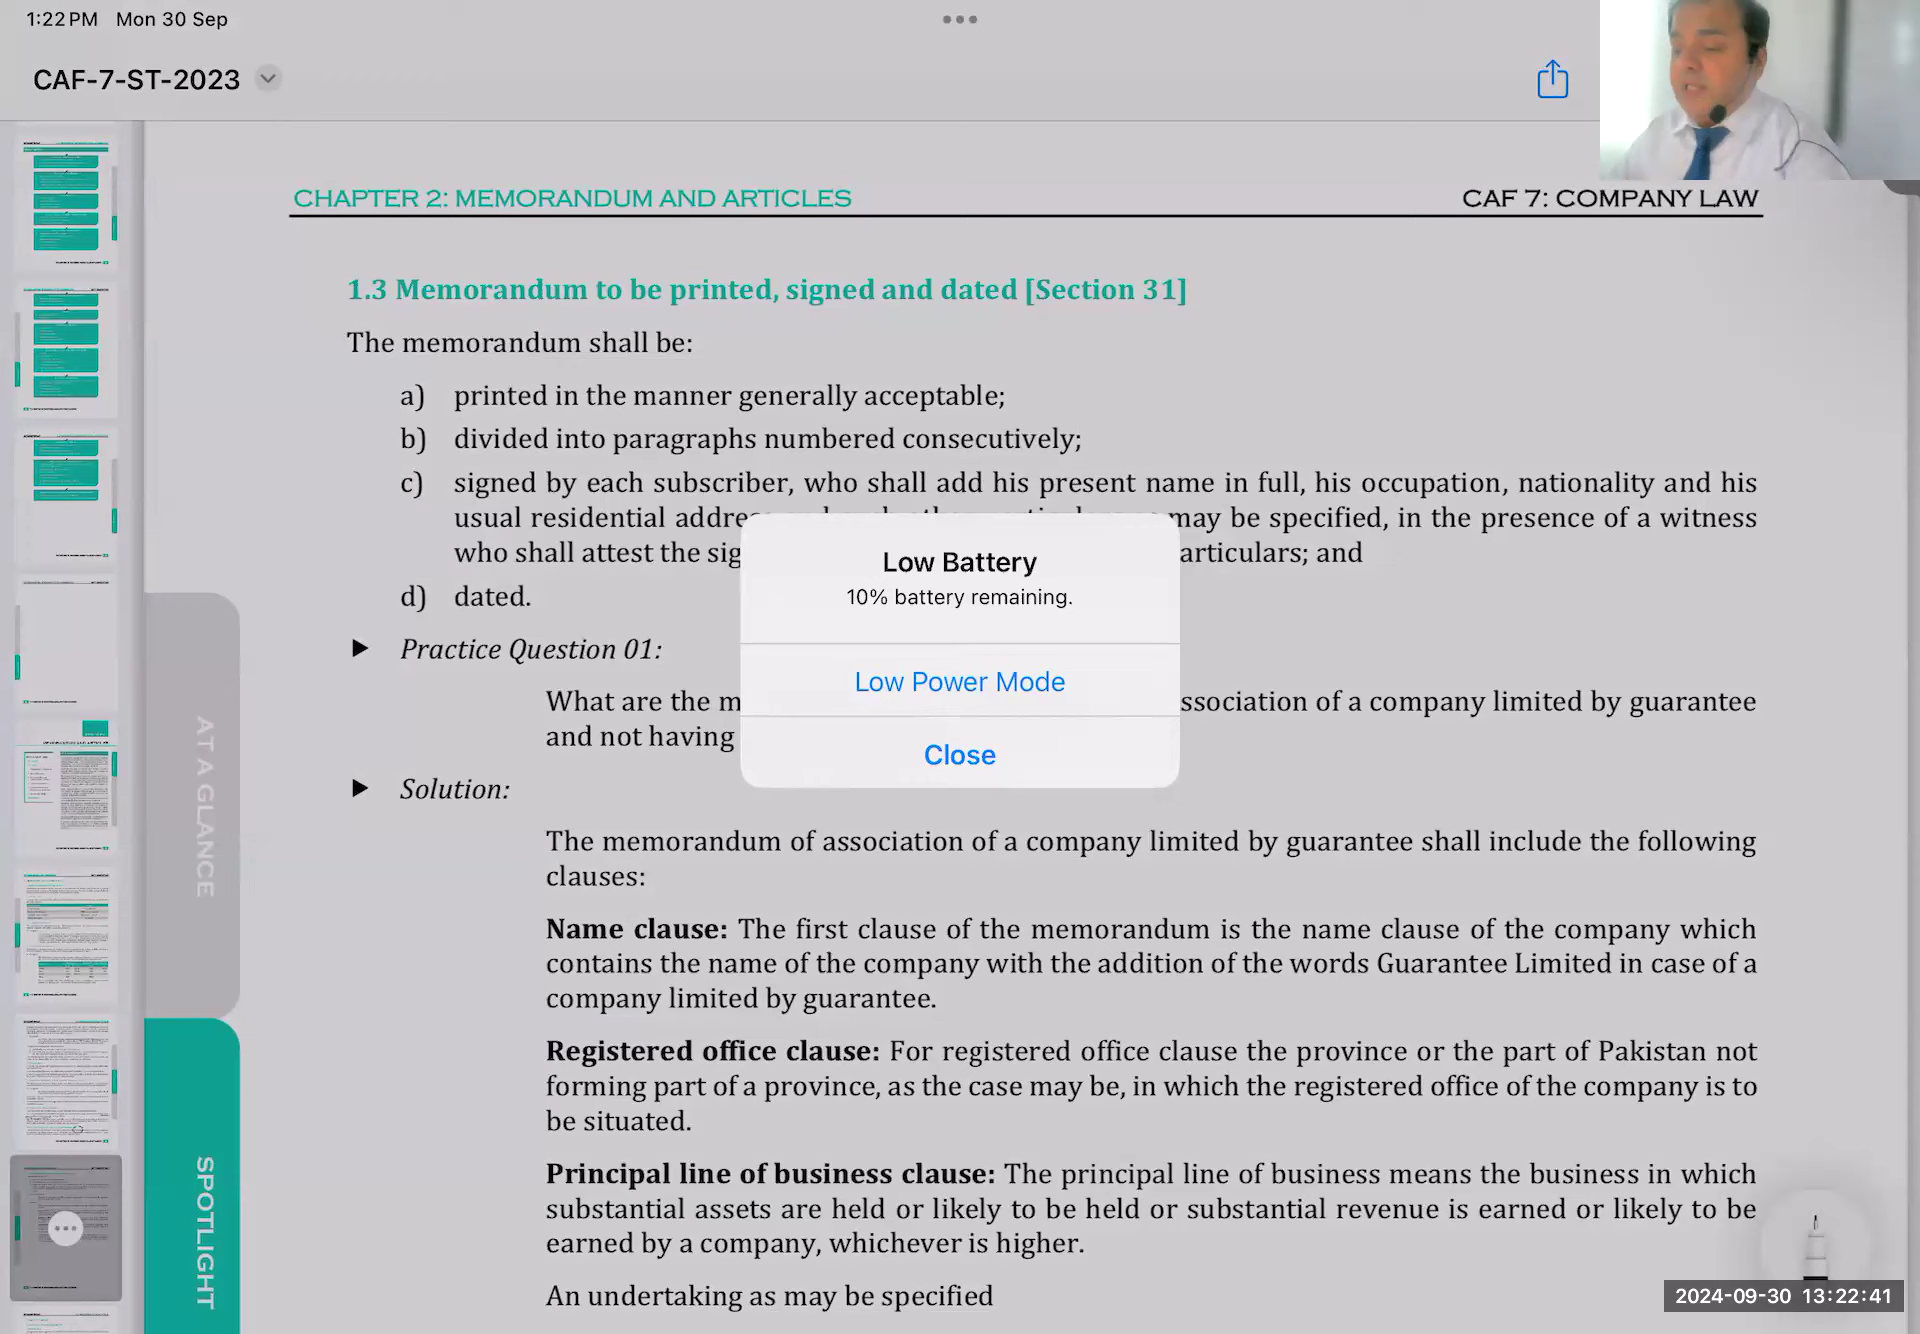 1:22 PM Mon 30 Sep
CAF-7-ST-2023
CHAPTER 2: MEMORANDUM AND ARTICLES
CAF 7: COMPANY LAW
1.3 Memorandum to be printed, signed and dated [Section 31]
The memorandum shall be:
a) printed in the manner generally acceptable;
b) divided into paragraphs numbered consecutively;
c) signed by each subscriber, who shall add his present name in full, his occupation, nationality and his
usual residential may be specified, in the presence of a witness
who shall attest the and
d) dated.
Practice Question 01:
What are the of a company limited by guarantee
and not having
Solution:
The memorandum of association of a company limited by guarantee shall include the following
clauses:
Name clause: The first clause of the memorandum is the name clause of the company which
contains the name of the company with the addition of the words Guarantee Limited in case of a
company limited by guarantee.
Registered office clause: For registered office clause the province or the part of Pakistan not
forming part of a province, as the case may be, in which the registered office of the company is to
be situated.
Principal line of business clause: The principal line of business means the business in which
substantial assets are held or likely to be held or substantial revenue is earned or likely to be
earned by a company, whichever is higher.
An undertaking as may be specified
Low Battery
10% battery remaining.
Low Power Mode
Close
AT A GLANCE
SPOTLIGHT
2024-09-30 13:22:41